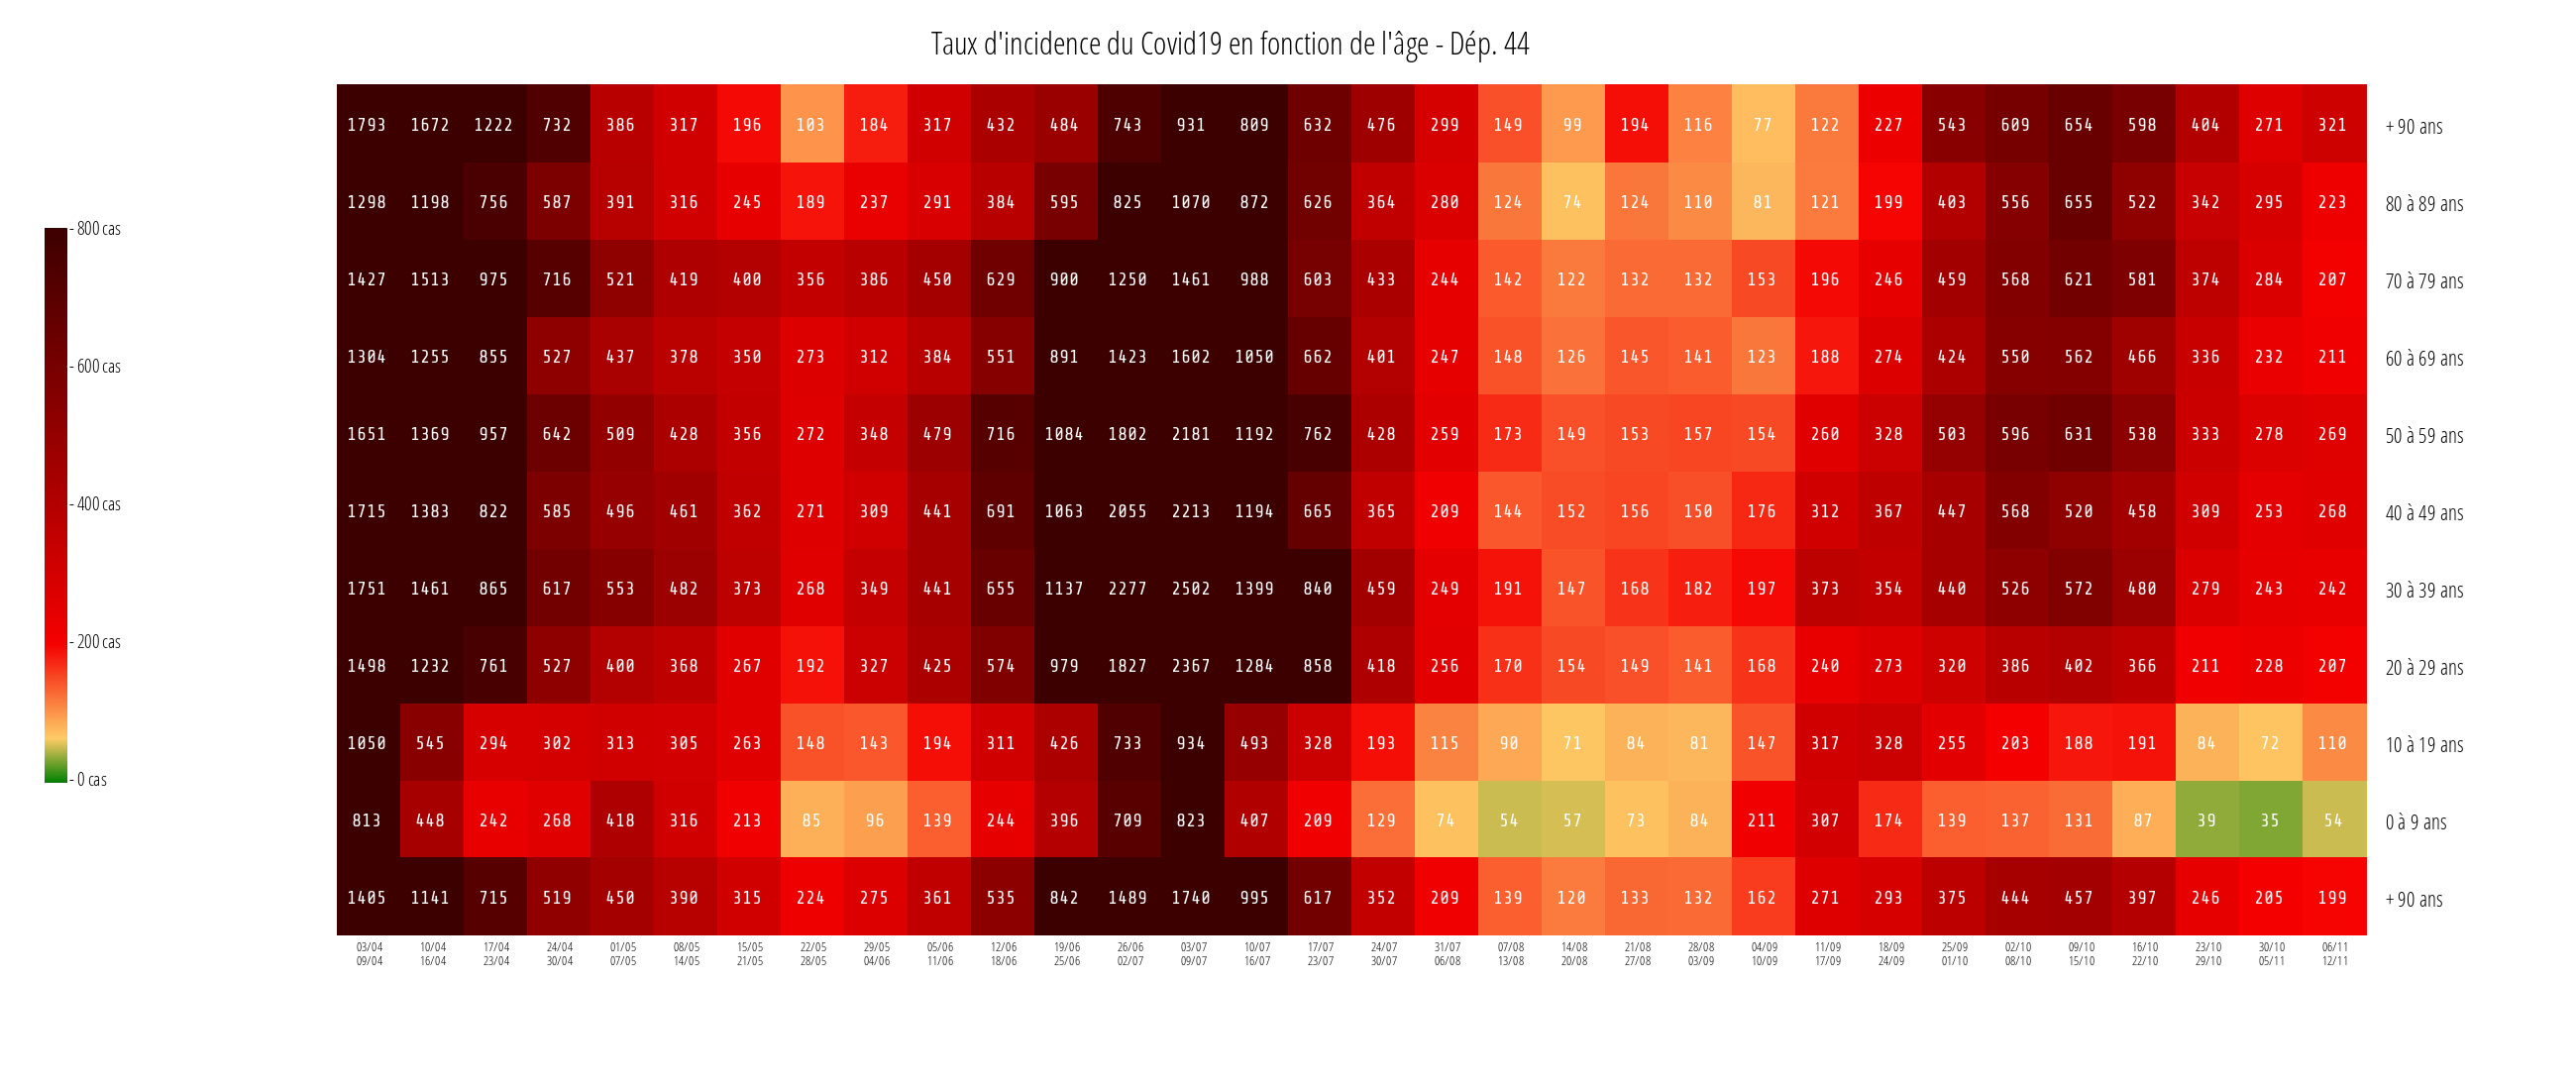 Taux d'incidence du Covid19 en fonction de l'âge - Dép. 44
- 800 cas
- 600 cas
- 400 cas
- 200 cas
- 0 cas
1793 1672 1222 732 386 317 196 103 184 317 432 484 743 931 809 632 476 299 149 99 194 116 77 122 227 543 609 654 598 404 271 321 + 90 ans
1298 1198 756 587 391 316 245 189 237 291 384 595 825 1070 872 626 364 280 124 74 124 110 81 121 199 403 556 655 522 342 295 223 80 à 89 ans
1427 1513 975 716 521 419 400 356 386 450 629 900 1250 1461 988 603 433 244 142 122 132 132 153 196 246 459 568 621 581 374 284 207 70 à 79 ans
1304 1255 855 527 437 378 350 273 312 384 551 891 1423 1602 1050 662 401 247 148 126 145 141 123 188 274 424 550 562 466 336 232 211 60 à 69 ans
1651 1369 957 642 509 428 356 272 348 479 716 1084 1802 2181 1192 762 428 259 173 149 153 157 154 260 328 503 596 631 538 333 278 269 50 à 59 ans
1715 1383 822 585 496 461 362 271 309 441 691 1063 2055 2213 1194 665 365 209 144 152 156 150 176 312 367 447 568 520 458 309 253 268 40 à 49 ans
1751 1461 865 617 553 482 373 268 349 441 655 1137 2277 2502 1399 840 459 249 191 147 168 182 197 373 354 440 526 572 480 279 243 242 30 à 39 ans
1498 1232 761 527 400 368 267 192 327 425 574 979 1827 2367 1284 858 418 256 170 154 149 141 168 240 273 320 386 402 366 211 228 207 20 à 29 ans
1050 545 294 302 313 305 263 148 143 194 311 426 733 934 493 328 193 115 90 71 84 81 147 317 328 255 203 188 191 84 72 110 10 à 19 ans
813 448 242 268 418 316 213 85 96 139 244 396 709 823 407 209 129 74 54 57 73 84 211 307 174 139 137 131 87 39 35 54 0 à 9 ans
1405 1141 715 519 450 390 315 224 275 361 535 842 1489 1740 995 617 352 209 139 120 133 132 162 271 293 375 444 457 397 246 205 199 + 90 ans
03/04 10/04 17/04 24/04 01/05 08/05 15/05 22/05 29/05 05/06 12/06 19/06 26/06 03/07 10/07 17/07 24/07 31/07 07/08 14/08 21/08 28/08 04/09 11/09 18/09 25/09 02/10 09/10 16/10 23/10 30/10 06/11
09/04 16/04 23/04 30/04 07/05 14/05 21/05 28/05 04/06 11/06 18/06 25/06 02/07 09/07 16/07 23/07 30/07 06/08 13/08 20/08 27/08 03/09 10/09 17/09 24/09 01/10 08/10 15/10 22/10 29/10 05/11 12/11